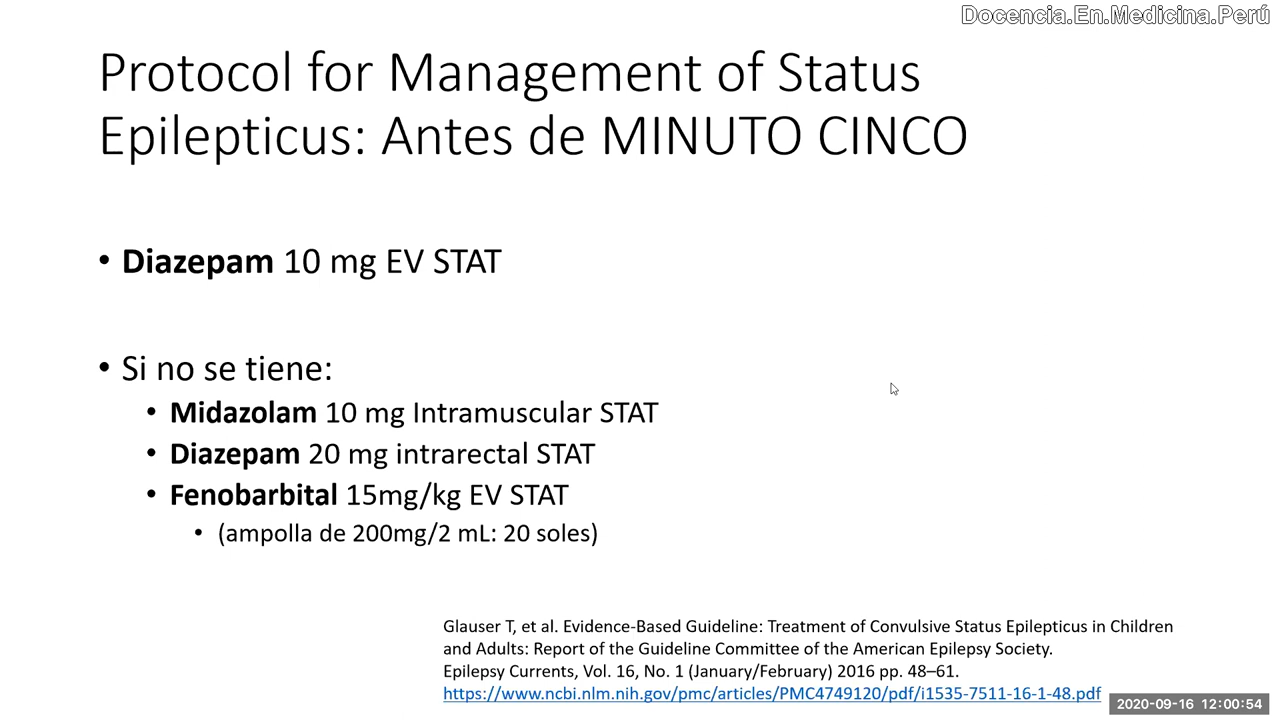 Docencia.En.Medicina.Perú
Protocol for Management of Status
Epilepticus: Antes de MINUTO CINCO
• Diazepam 10 mg EV STAT
• Si no se tiene:
• Midazolam 10 mg Intramuscular STAT
• Diazepam 20 mg intrarectal STAT
• Fenobarbital 15mg/kg EV STAT
• (ampolla de 200mg/2 mL: 20 soles)
Glauser T, et al. Evidence-Based Guideline: Treatment of Convulsive Status Epilepticus in Children
and Adults: Report of the Guideline Committee of the American Epilepsy Society.
Epilepsy Currents, Vol. 16, No. 1 (January/February) 2016 pp. 48–61.
https://www.ncbi.nlm.nih.gov/pmc/articles/PMC4749120/pdf/i1535-7511-16-1-48.pdf
2020-09-16 12:00:54